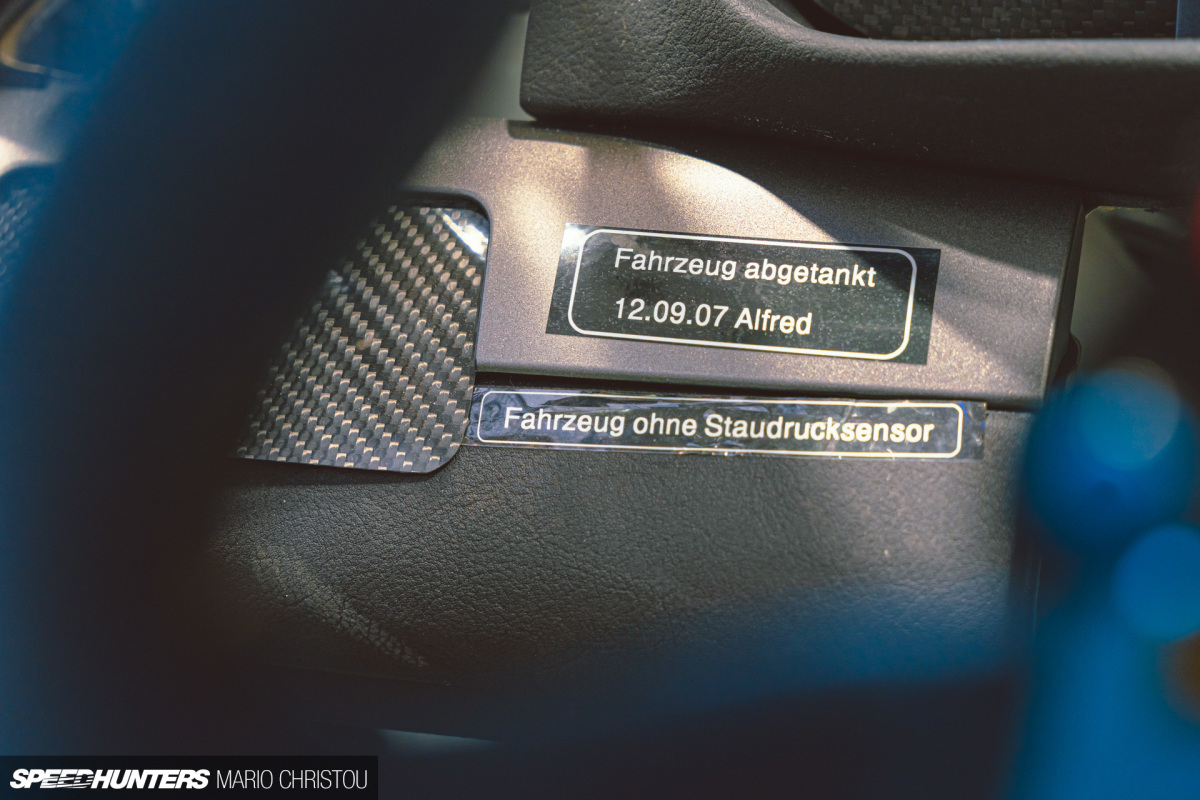 Fahrzeug abgetankt
12.09.07 Alfred
Fahrzeug ohne Staudrucksensor
SPEEDHUNTERS MARIO CHRISTOU